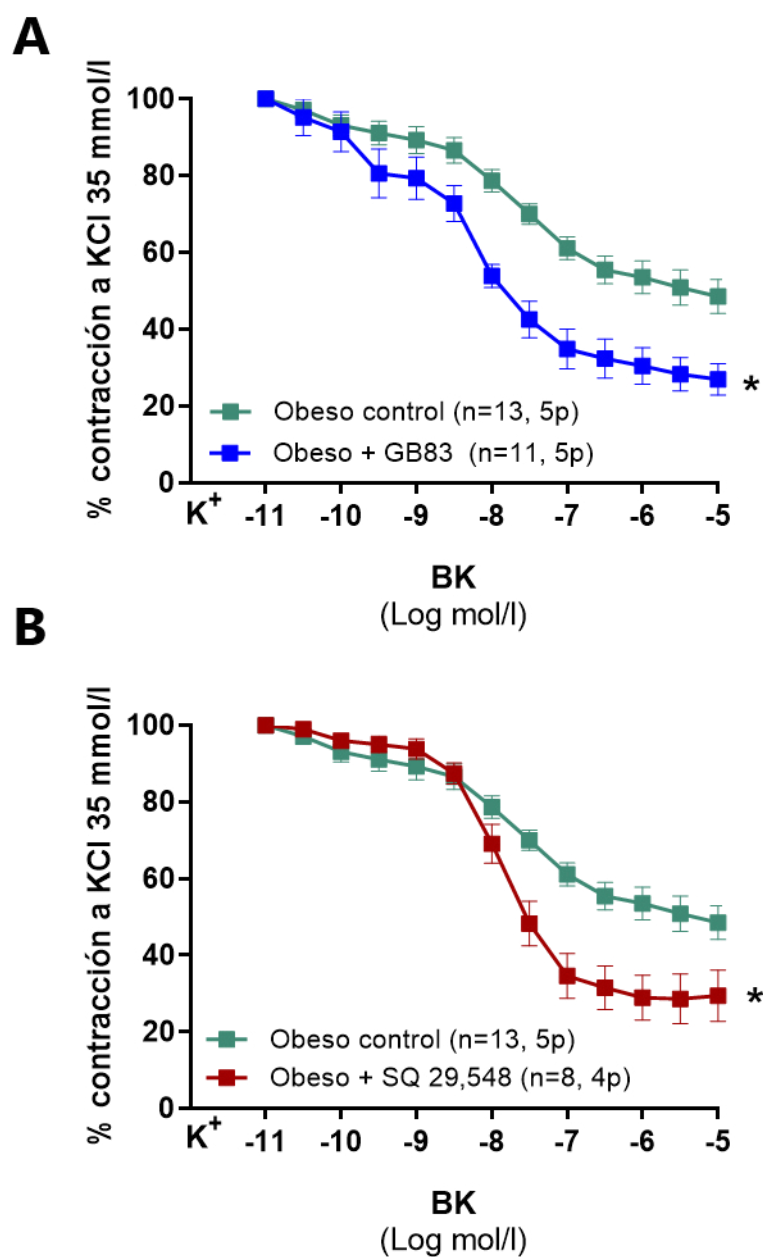 A
% contracción a KCl 35 mmol/l
100
80
60
40
20
0
Obeso control (n=13, 5p)
Obeso + GB83 (n=11, 5p)
*
K+ -11 -10 -9 -8 -7 -6 -5
BK
(Log mol/l)
B
% contracción a KCl 35 mmol/l
100
80
60
40
20
0
*
Obeso control (n=13, 5p)
Obeso + SQ 29,548 (n=8, 4p)
K+ -11 -10 -9 -8 -7 -6 -5
BK
(Log mol/l)